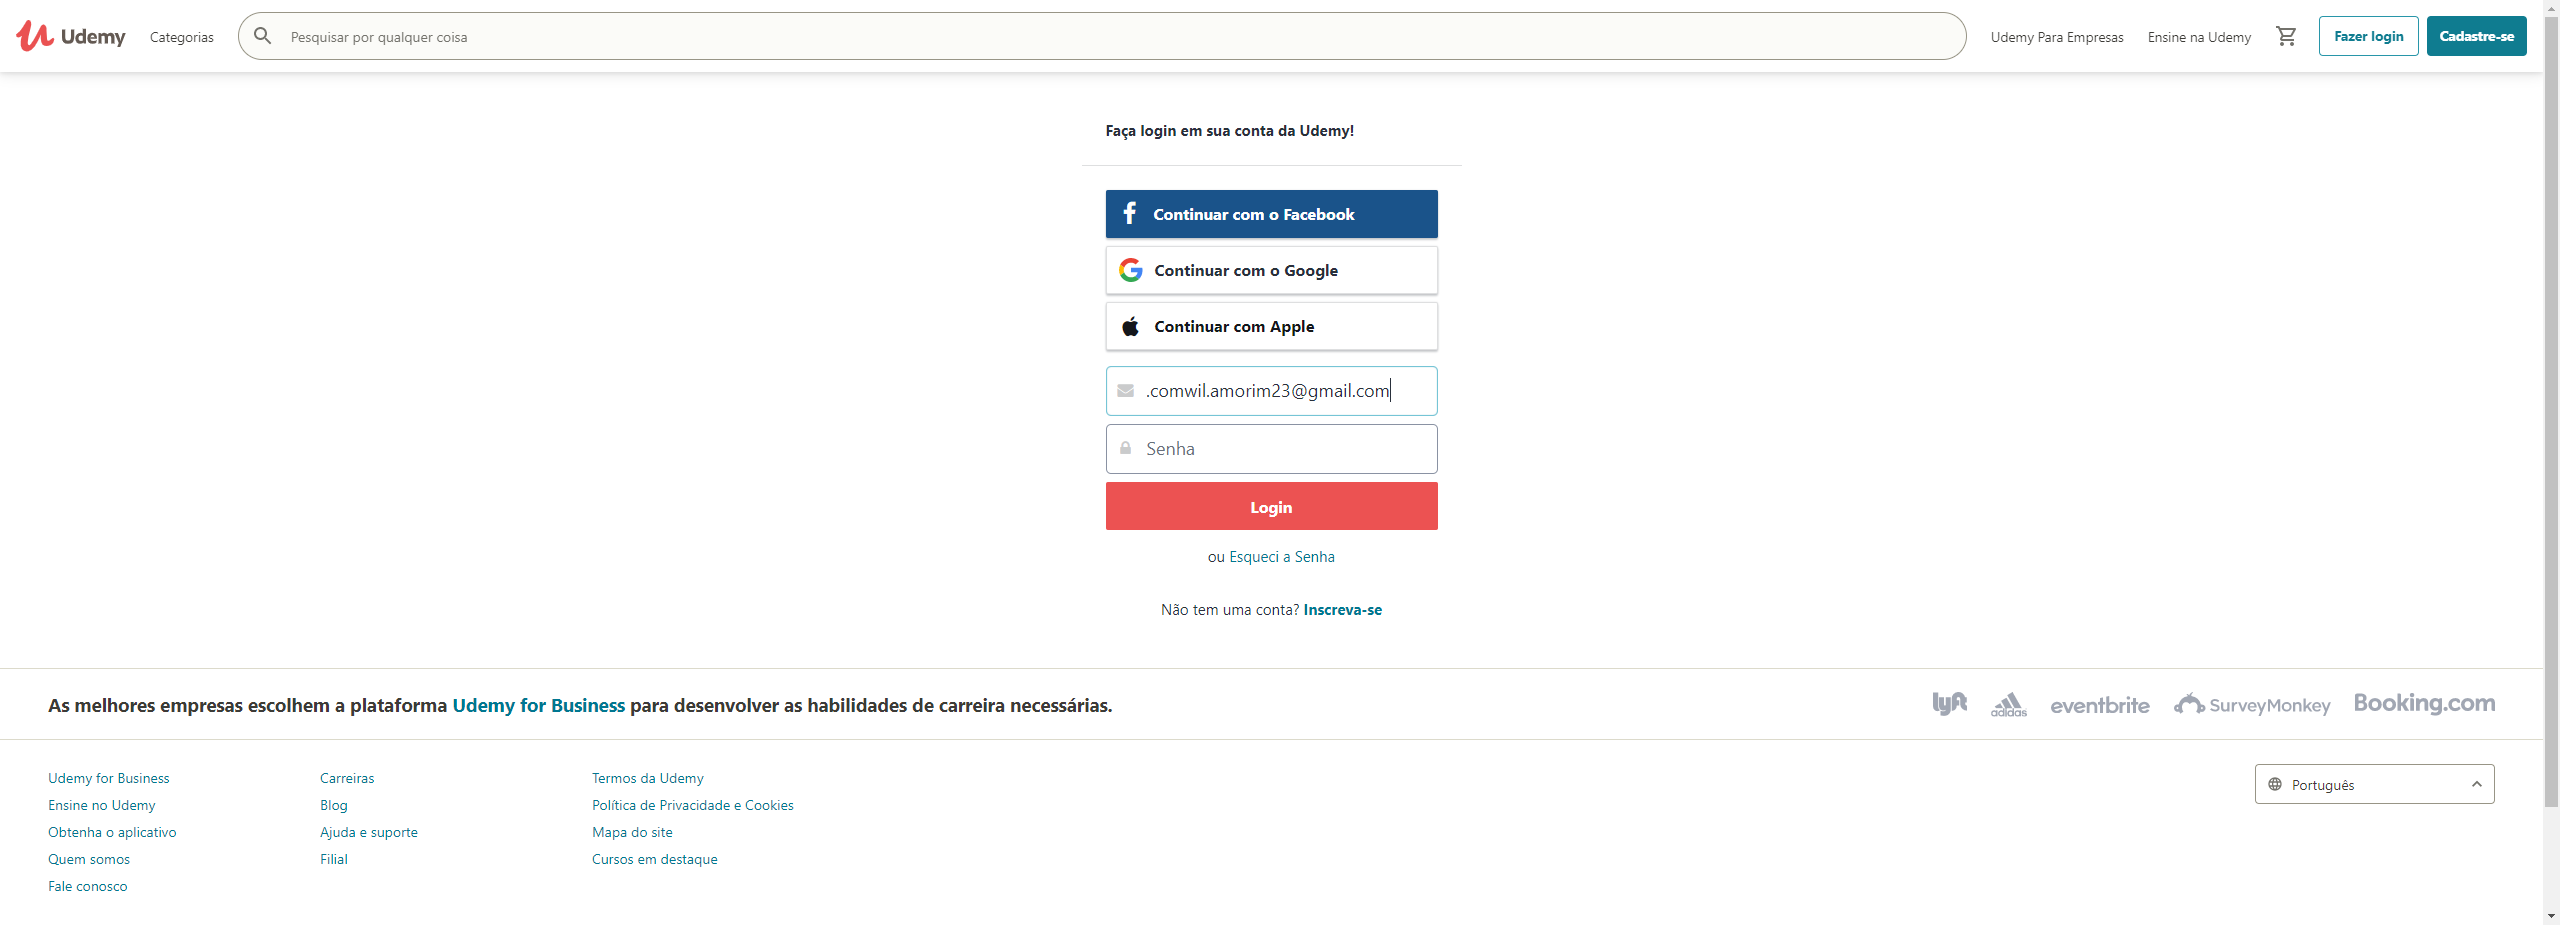 Udemy
Categorias
Pesquisar por qualquer coisa
Udemy Para Empresas
Ensine na Udemy
Fazer login
Cadastre-se
Faça login em sua conta da Udemy!
Continuar com o Facebook
Continuar com o Google
Continuar com Apple
.comwil.amorim23@gmail.com
Senha
Login
ou Esqueci a Senha
Não tem uma conta? Inscreva-se
As melhores empresas escolhem a plataforma Udemy for Business para desenvolver as habilidades de carreira necessárias.
lyft
adidas
eventbrite
SurveyMonkey
Booking.com
Udemy for Business
Ensine no Udemy
Obtenha o aplicativo
Quem somos
Fale conosco
Carreiras
Blog
Ajuda e suporte
Filial
Termos da Udemy
Política de Privacidade e Cookies
Mapa do site
Cursos em destaque
Português